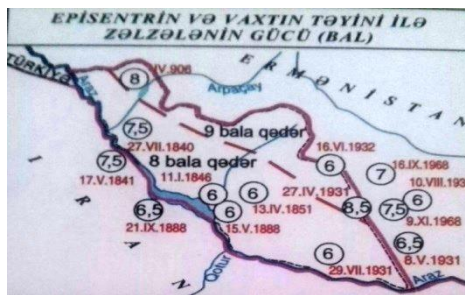 EPİSENTRİN VƏ VAXTIN TƏYİNİ İLƏ
ZƏLZƏLƏNİN GÜCÜ (BAL)
TÜRKİYƏ
Araz
8
IV.906
Arpaçay
ERMƏNİSTAN
7,5
27.VII.1840
9 bala qədər
8 bala qədər
7,5
17.V.1841
11.I.1846
6
16.VI.1932
6
7
16.IX.1968
27.IV.1931
8,5
7,5
6
10.VIII.193
9.XI.1968
6
13.IV.1851
6
15.V.1888
6,5
21.IX.1888
İRAN
Qotur
6
29.VII.1931
6,5
8.V.1931
Araz